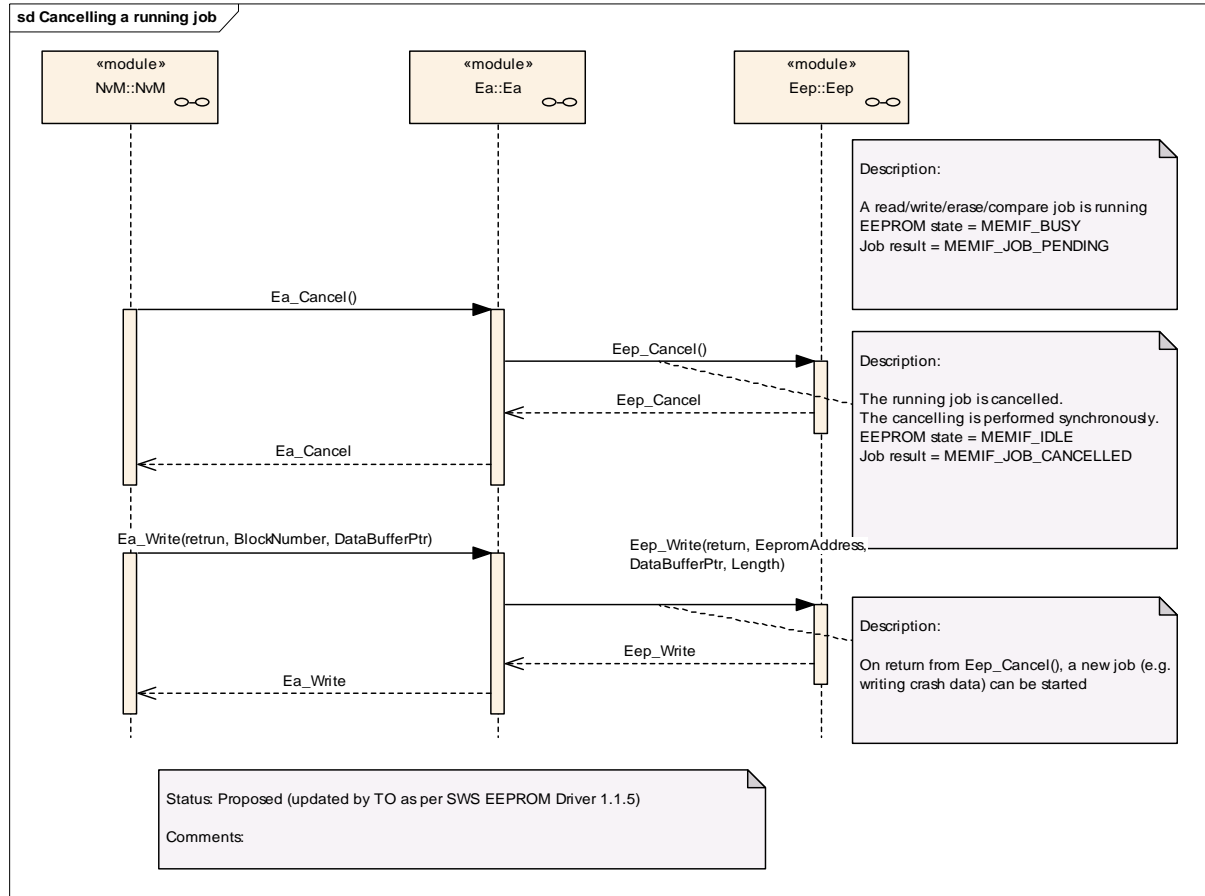 sd Cancelling a running job
«module»
NvM::NvM
«module»
Ea::Ea
«module»
Eep::Eep
Description:
A read/write/erase/compare job is running
EEPROM state = MEMIF_BUSY
Job result = MEMIF_JOB_PENDING
Ea_Cancel()
Eep_Cancel()
Description:
The running job is cancelled.
The cancelling is performed synchronously.
EEPROM state = MEMIF_IDLE
Job result = MEMIF_JOB_CANCELLED
Eep_Cancel
Ea_Cancel
Ea_Write(retrun, BlockNumber, DataBufferPtr)
Eep_Write(return, EepromAddress,
DataBufferPtr, Length)
Description:
On return from Eep_Cancel(), a new job (e.g.
writing crash data) can be started
Eep_Write
Ea_Write
Status: Proposed (updated by TO as per SWS EEPROM Driver 1.1.5)
Comments: